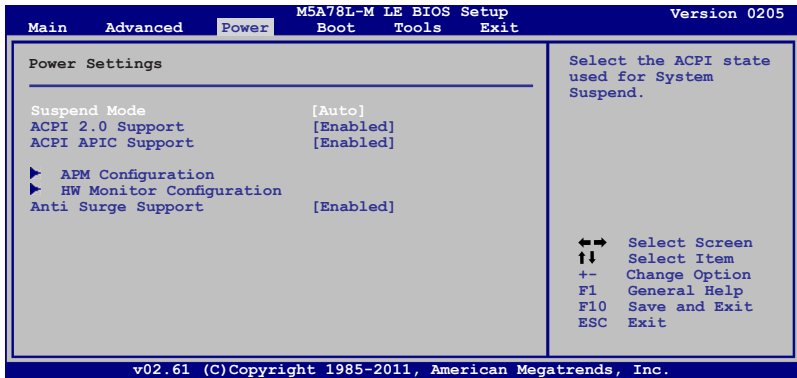 M5A78L-M LE BIOS Setup Version 0205
Main Advanced Power Boot Tools Exit
Power Settings
Suspend Mode [Auto]
ACPI 2.0 Support [Enabled]
ACPI APIC Support [Enabled]
APM Configuration
HW Monitor Configuration
Anti Surge Support [Enabled]
Select the ACPI state
used for System
Suspend.
←→ Select Screen
↑↓ Select Item
+- Change Option
F1 General Help
F10 Save and Exit
ESC Exit
v02.61 (C)Copyright 1985-2011, American Megatrends, Inc.